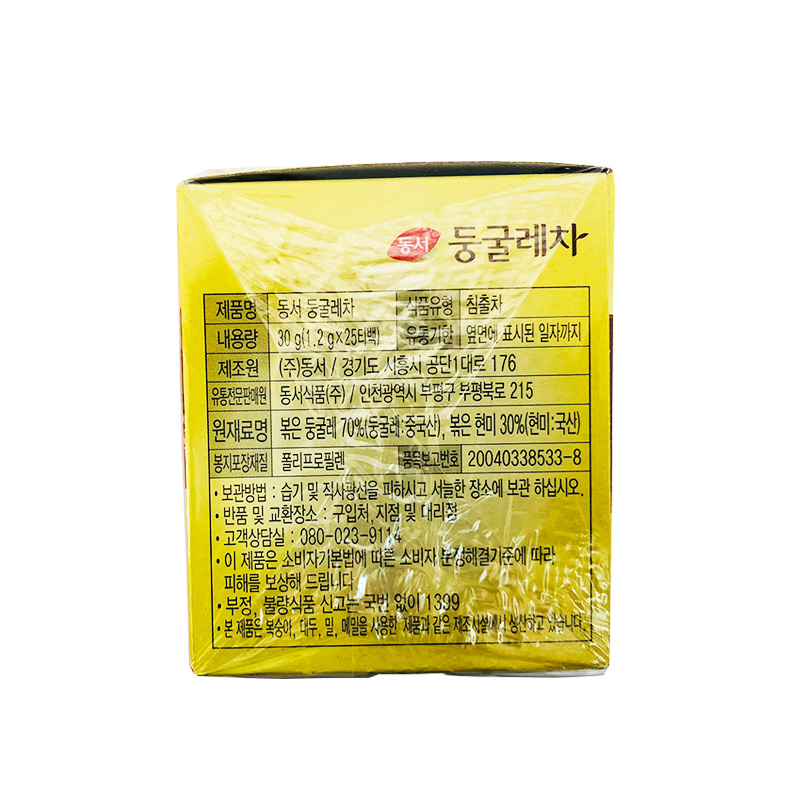 동서 둥굴레차
제품명 동서 둥굴레차 식품유형 침출차
내용량 30 g(1.2 g×25티백) 유통기한 옆면에 표시된 일자까지
제조원 (주)동서 / 경기도 시흥시 공단1대로 176
유통전문판매원 동서식품(주) / 인천광역시 부평구 부평북로 215
원재료명 볶은 둥굴레 70%(둥굴레:중국산), 볶은 현미 30%(현미:국산)
봉지포장재질 폴리프로필렌 품목보고번호 20040338533-8
• 보관방법 : 습기 및 직사광선을 피하시고 서늘한 장소에 보관 하십시오.
• 반품 및 교환장소 : 구입처, 지점 및 대리점
• 고객상담실 : 080-023-9114
• 이 제품은 소비자기본법에 따른 소비자 분쟁해결기준에 따라
피해를 보상해 드립니다
• 부정, 불량식품 신고는 국번 없이 1399
• 본 제품은 복숭아, 대두, 밀, 메밀을 사용한 제품과 같은 제조시설에서 생산하고 있습니다.